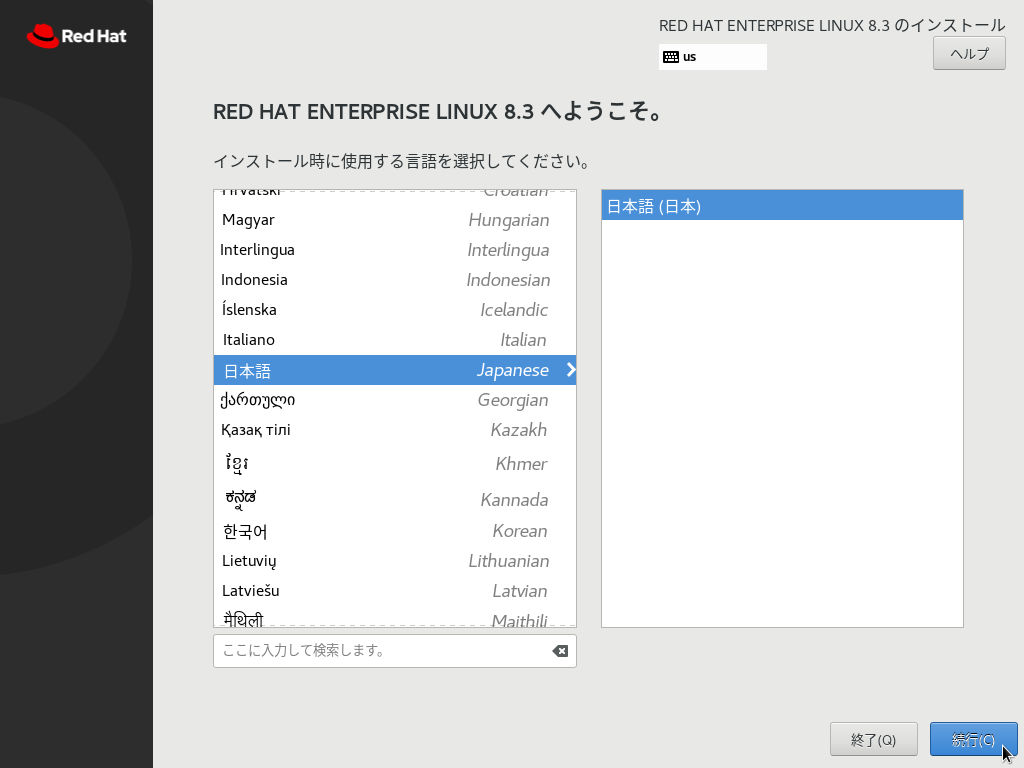 Red Hat
RED HAT ENTERPRISE LINUX 8.3 のインストール
us
ヘルプ
RED HAT ENTERPRISE LINUX 8.3 へようこそ。
インストール時に使用する言語を選択してください。
Hrvatski Croatian
Magyar Hungarian
Interlingua Interlingua
Indonesia Indonesian
Íslenska Icelandic
Italiano Italian
日本語 Japanese
ქართული Georgian
Қазақ тілі Kazakh
ខ្មែរ Khmer
ಕನ್ನಡ Kannada
한국어 Korean
Lietuvių Lithuanian
Latviešu Latvian
मैथिली Maithili
日本語 (日本)
ここに入力して検索します。
終了(Q)
続行(C)